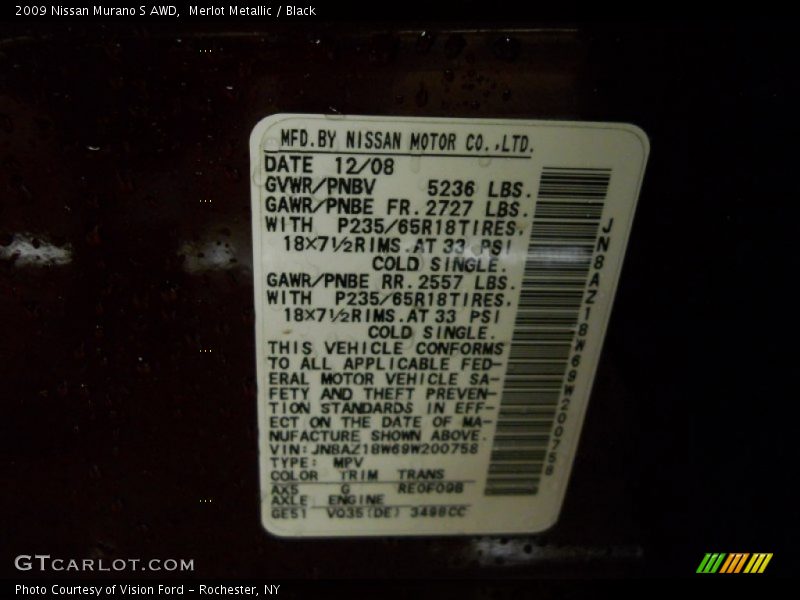 2009 Nissan Murano S AWD,  Merlot Metallic / Black
MFD.BY NISSAN MOTOR CO.,LTD.
DATE 12/08
GVWR/PNBV 5236 LBS.
GAWR/PNBE FR. 2727 LBS.
WITH P235/65R18TIRES.
18X7½RIMS.AT 33 PSI
COLD SINGLE.
GAWR/PNBE RR. 2557 LBS.
WITH P235/65R18TIRES.
18X7½RIMS.AT 33 PSI
COLD SINGLE.
THIS VEHICLE CONFORMS
TO ALL APPLICABLE FED-
ERAL MOTOR VEHICLE SA-
FETY AND THEFT PREVEN-
TION STANDARDS IN EFF-
ECT ON THE DATE OF MA-
NUFACTURE SHOWN ABOVE.
VIN:JN8AZ18W69W200758
TYPE: MPV
COLOR TRIM TRANS
AX5 G RE0F09B
AXLE ENGINE
GE51 VQ35(DE) 3498CC
JN8AZ18W69W200758
GTCARLOT.COM
Photo Courtesy of Vision Ford - Rochester, NY